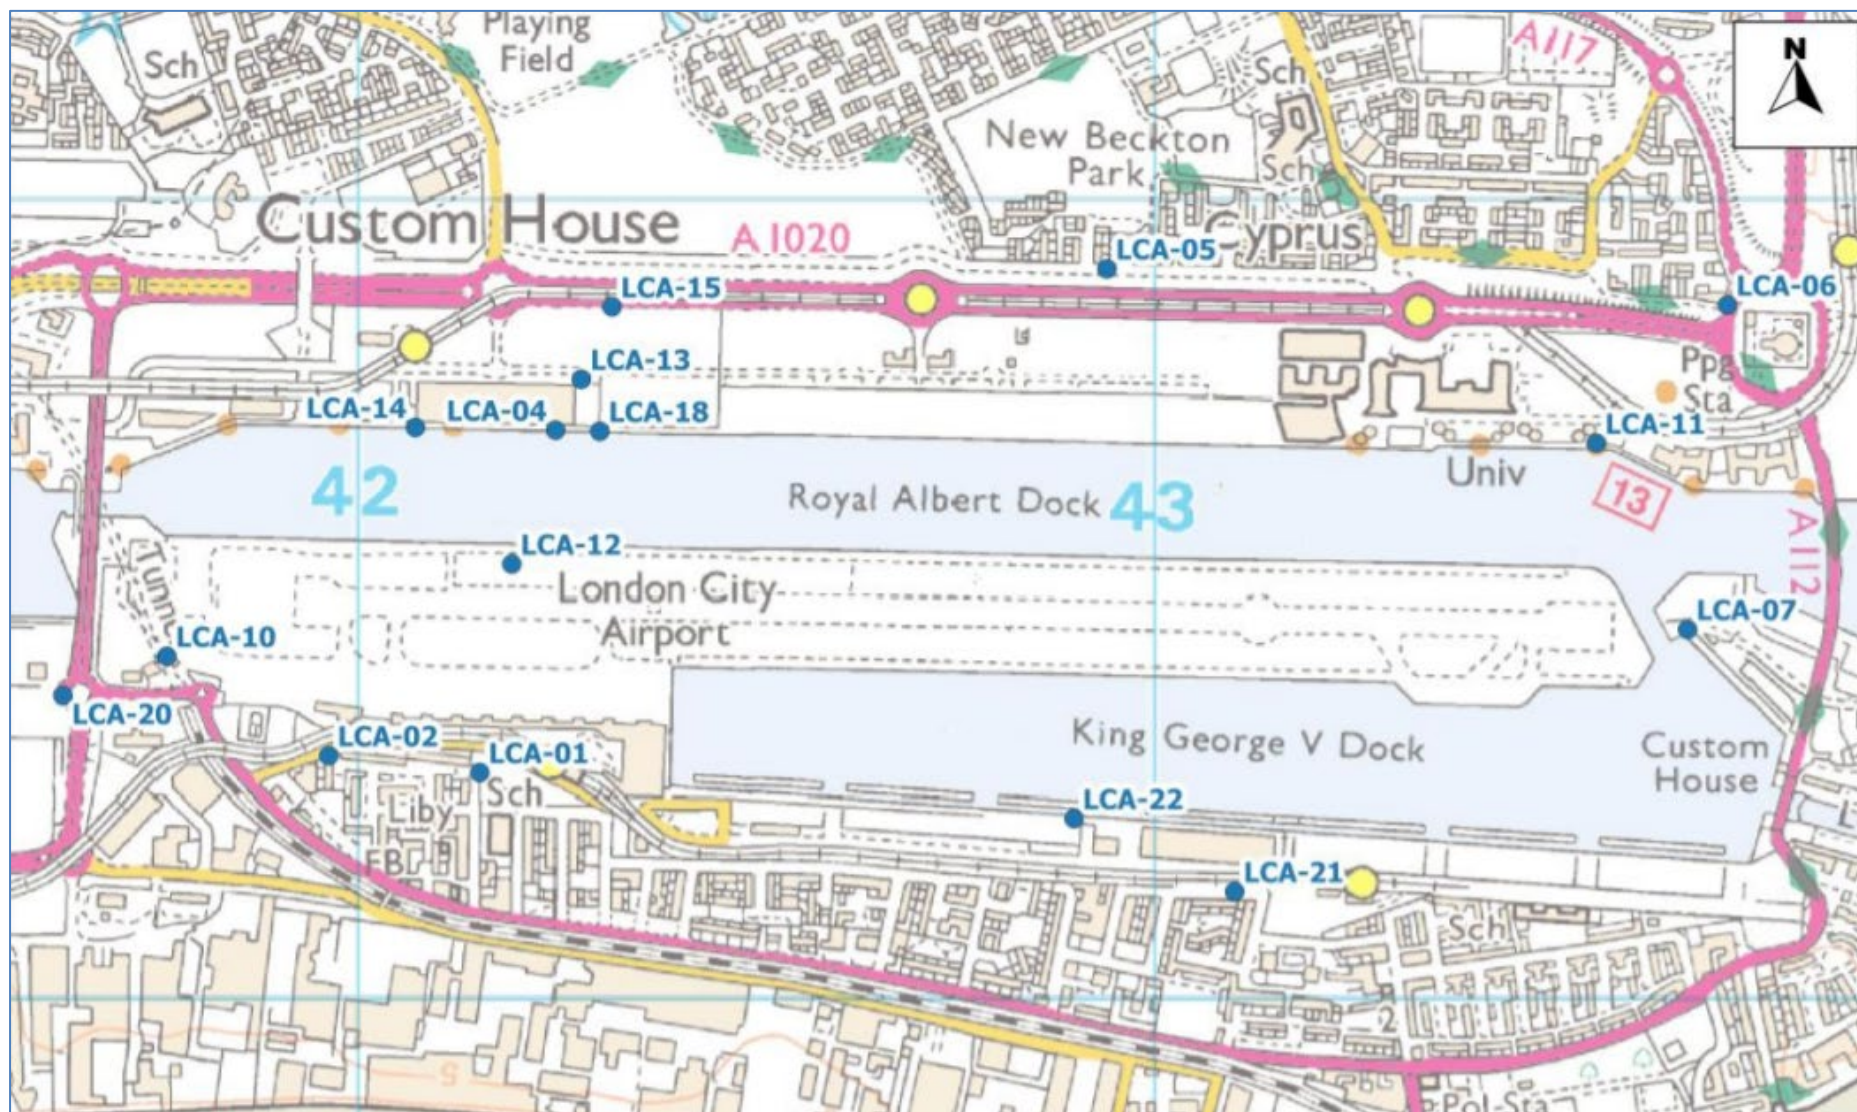 Playing
Field
Sch
A117
N
Sch
New Beckton
Park
Sch
Custom House
A1020
LCA-05
Cyprus
LCA-15
LCA-06
LCA-13
Ppg
Sta
LCA-14
LCA-04
LCA-18
LCA-11
Univ
42
Royal Albert Dock
43
13
A112
LCA-12
London City
Airport
LCA-07
LCA-10
LCA-20
LCA-02
LCA-01
King George V Dock
Custom
House
Sch
LCA-22
Liby
FB
LCA-21
Sch
2
5
Pol Sta